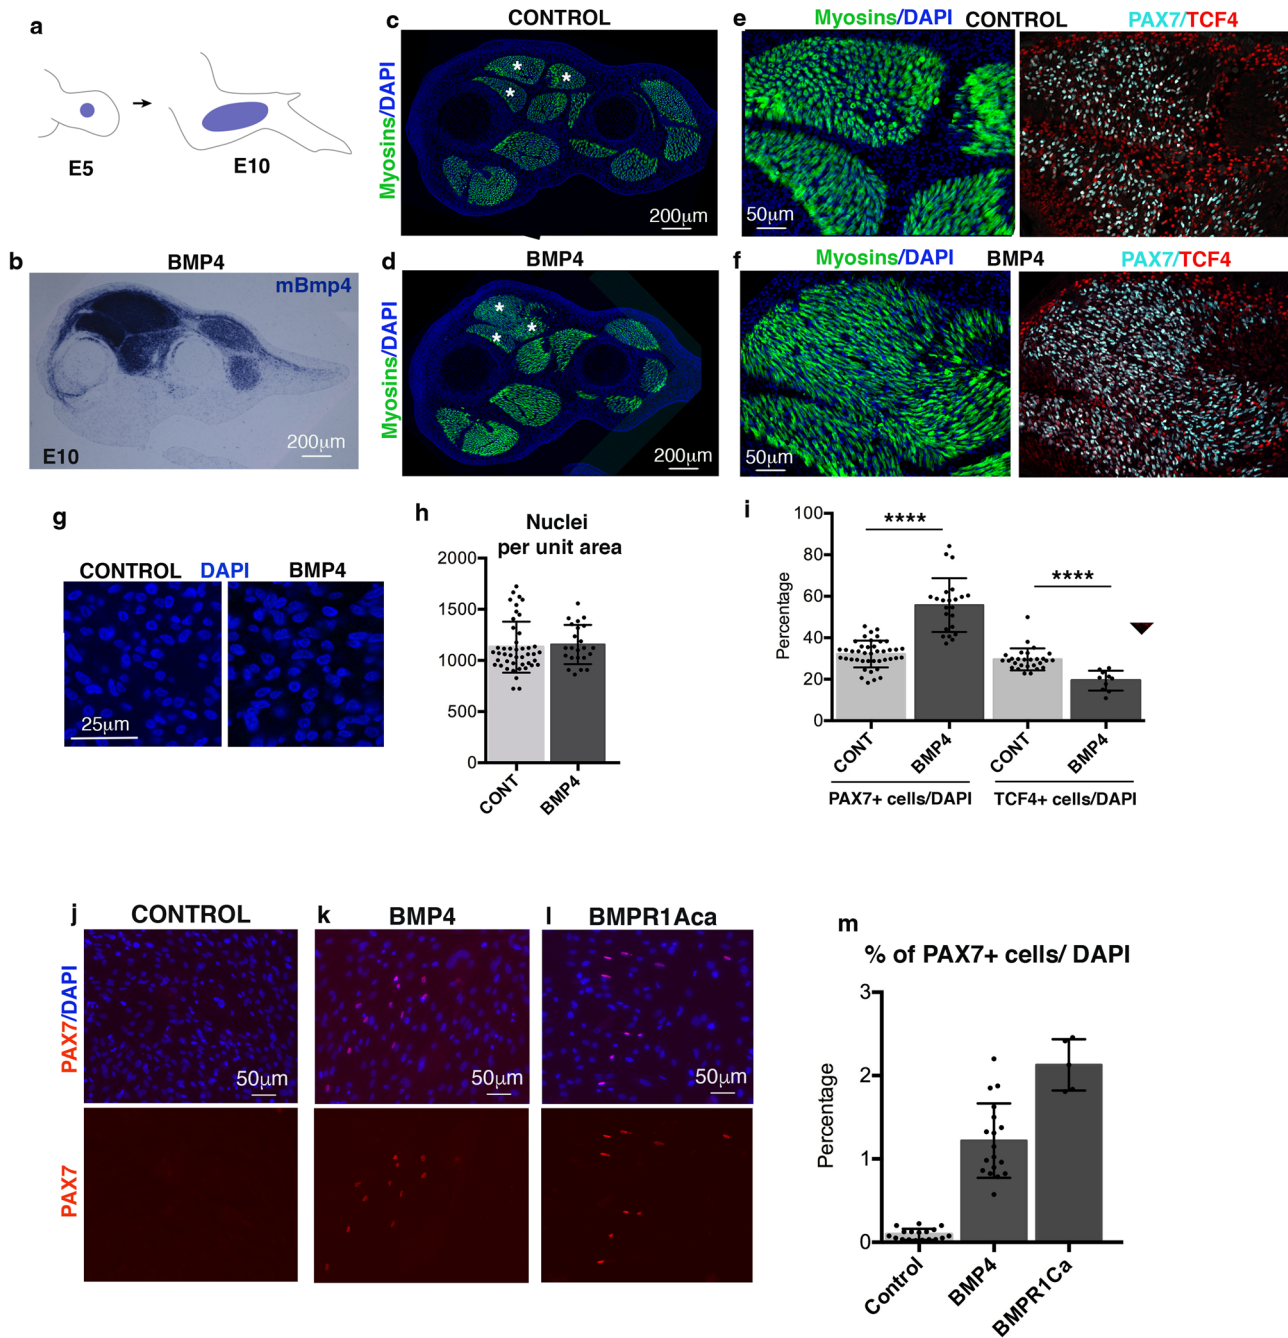 a
E5
E10
b
BMP4
mBmp4
E10
200μm
c
CONTROL
Myosins/DAPI
200μm
d
BMP4
Myosins/DAPI
200μm
e
Myosins/DAPI CONTROL PAX7/TCF4
50μm
f
Myosins/DAPI BMP4 PAX7/TCF4
50μm
g
CONTROL DAPI BMP4
25μm
h
Nuclei
per unit area
2000
1500
1000
500
0
CONT
BMP4
i
Percentage
100
80
60
40
20
0
****
****
CONT
BMP4
CONT
BMP4
PAX7+ cells/DAPI
TCF4+ cells/DAPI
j
CONTROL
k
BMP4
l
BMPR1Aca
PAX7/DAPI
50μm
50μm
50μm
PAX7
m
% of PAX7+ cells/ DAPI
Percentage
3
2
1
0
Control
BMP4
BMPR1Ca